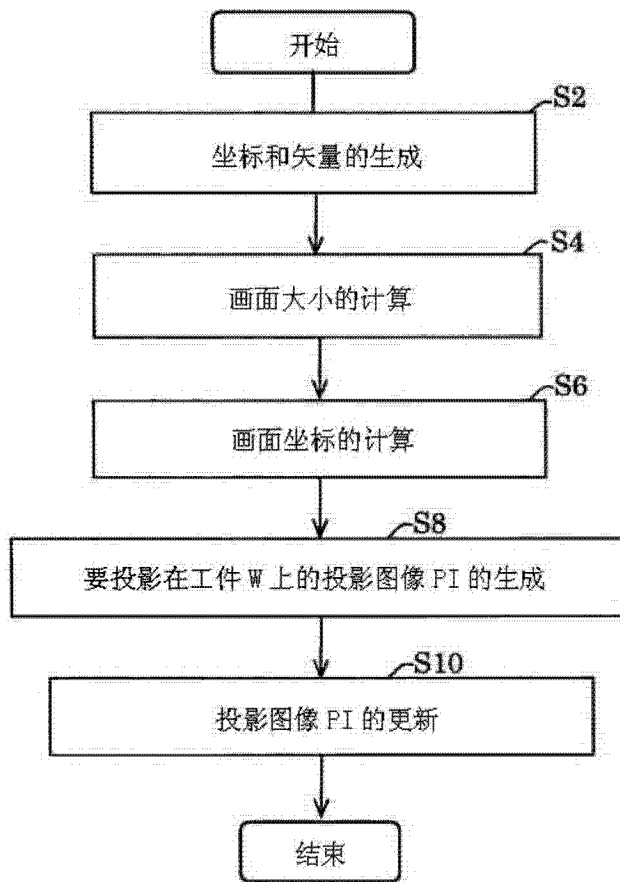 开始
S2
坐标和矢量的生成
S4
画面大小的计算
S6
画面坐标的计算
S8
要投影在工件 W 上的投影图像 PI 的生成
S10
投影图像 PI 的更新
结束